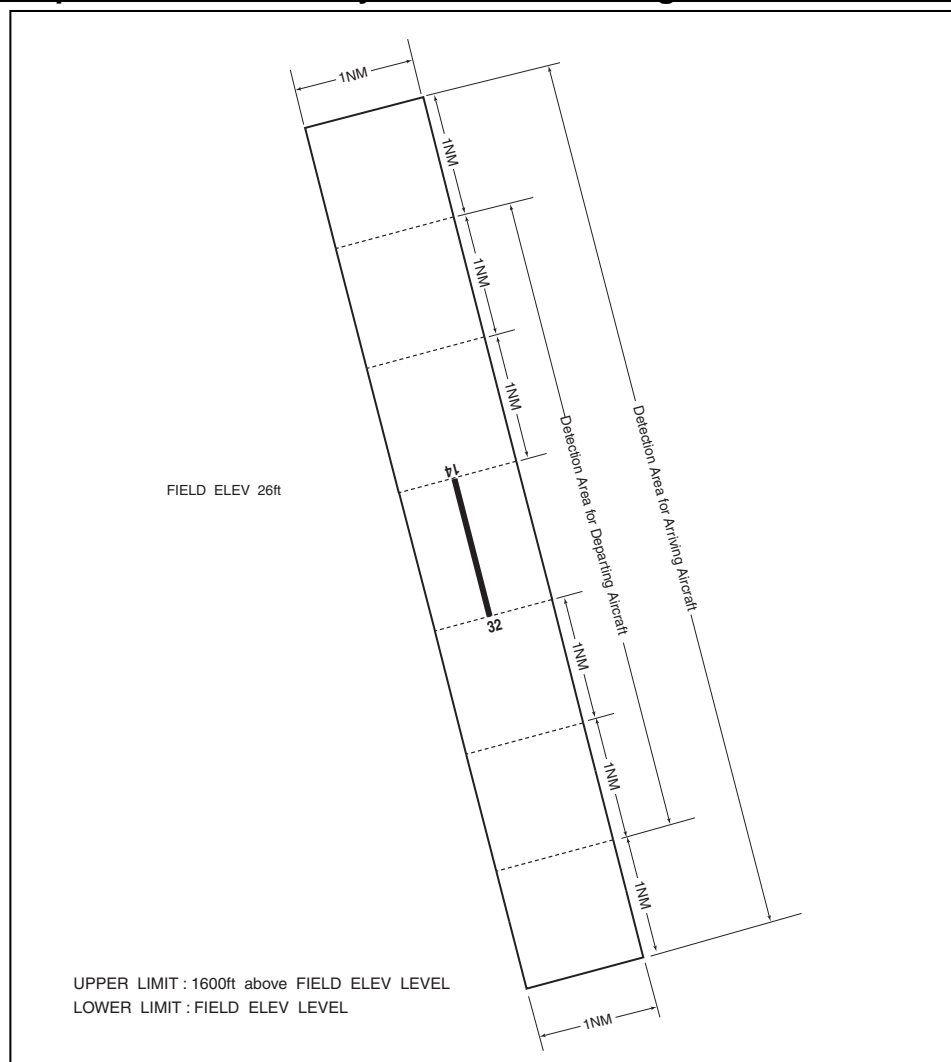 1NM
1NM
1NM
1NM
Detection Area for Departing Aircraft
Detection Area for Arriving Aircraft
FIELD ELEV 26ft
14
32
1NM
1NM
1NM
UPPER LIMIT : 1600ft above FIELD ELEV LEVEL
LOWER LIMIT : FIELD ELEV LEVEL
1NM